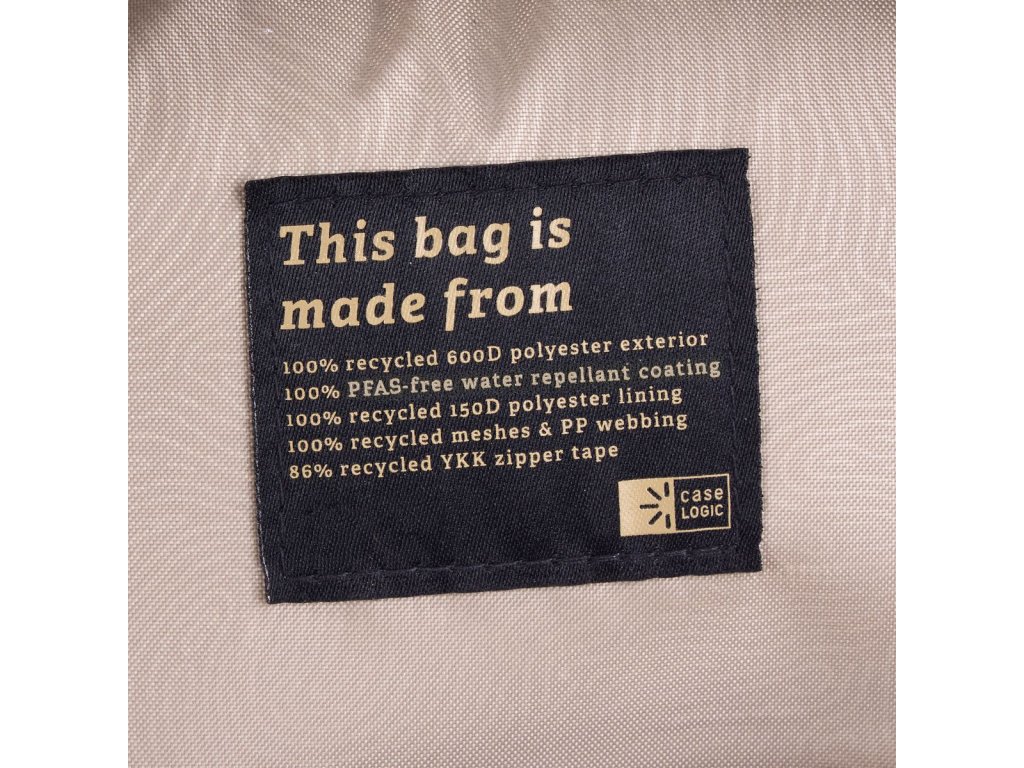 This bag is
made from
100% recycled 600D polyester exterior
100% PFAS-free water repellant coating
100% recycled 150D polyester lining
100% recycled meshes & PP webbing
86% recycled YKK zipper tape
case
LOGIC